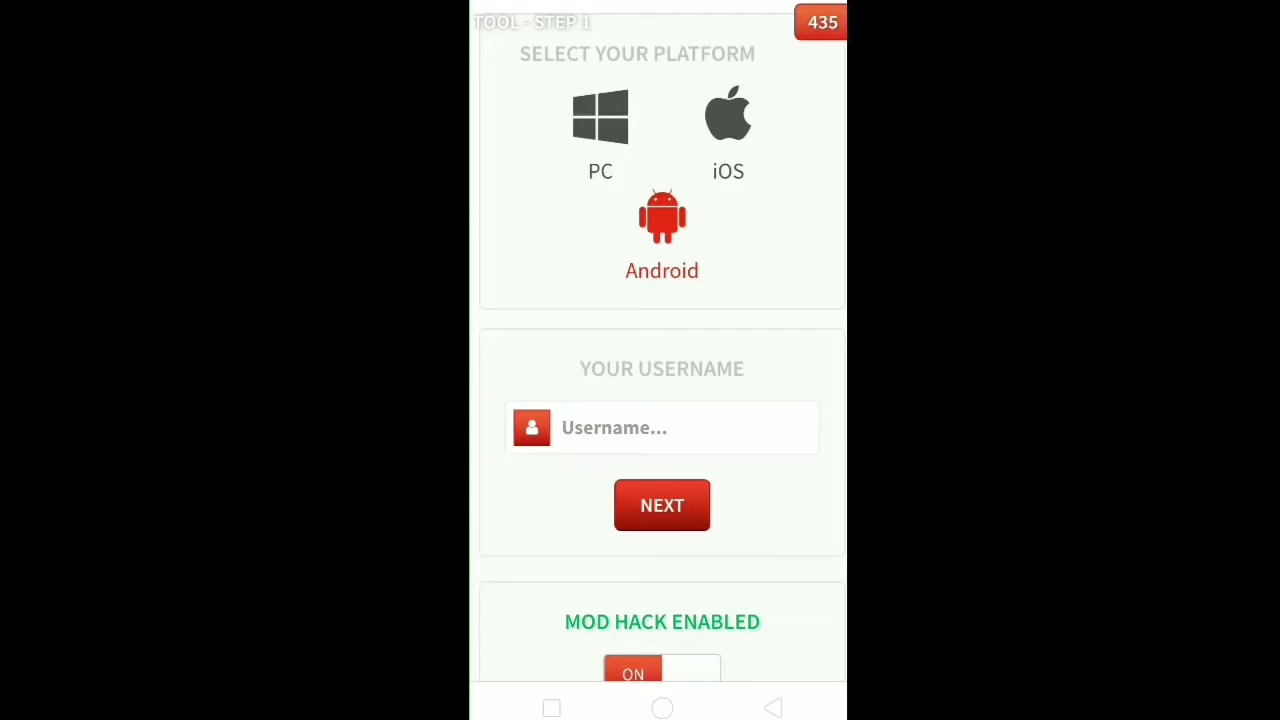 TOOL - STEP 1
435
SELECT YOUR PLATFORM
PC
iOS
Android
YOUR USERNAME
Username...
NEXT
MOD HACK ENABLED
ON